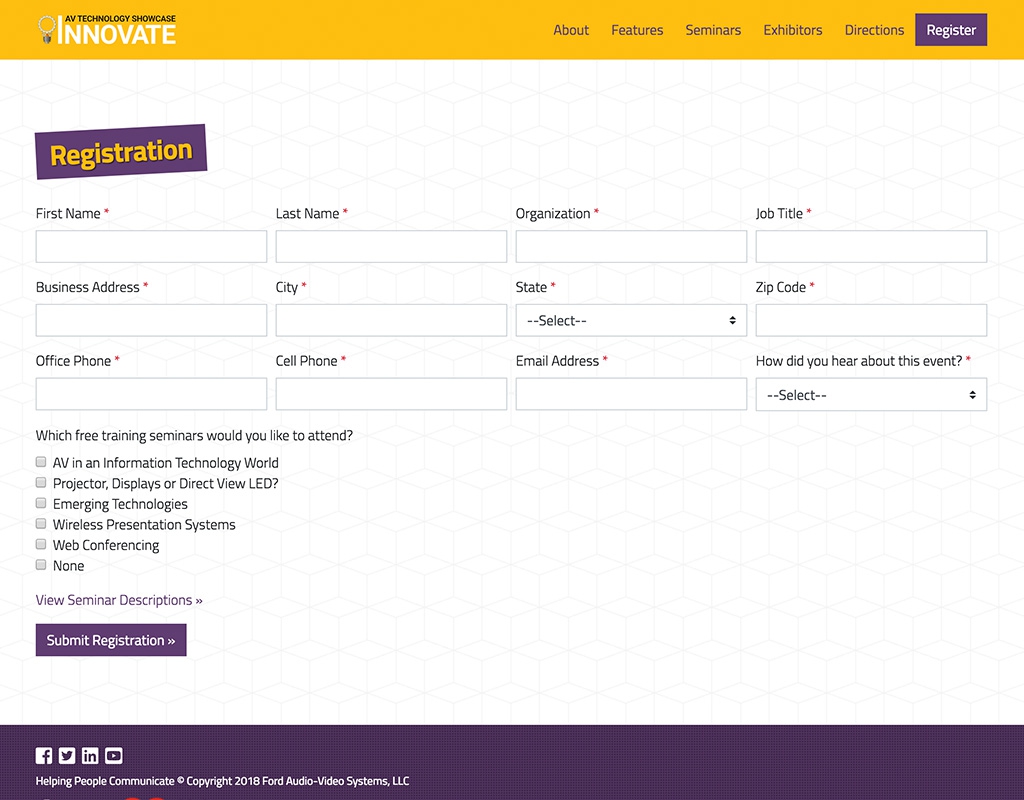 AV TECHNOLOGY SHOWCASE
INNOVATE
About Features Seminars Exhibitors Directions Register
Registration
First Name * Last Name * Organization * Job Title *
Business Address * City * State * Zip Code *
--Select--
Office Phone * Cell Phone * Email Address * How did you hear about this event? *
--Select--
Which free training seminars would you like to attend?
AV in an Information Technology World
Projector, Displays or Direct View LED?
Emerging Technologies
Wireless Presentation Systems
Web Conferencing
None
View Seminar Descriptions »
Submit Registration »
Helping People Communicate © Copyright 2018 Ford Audio-Video Systems, LLC